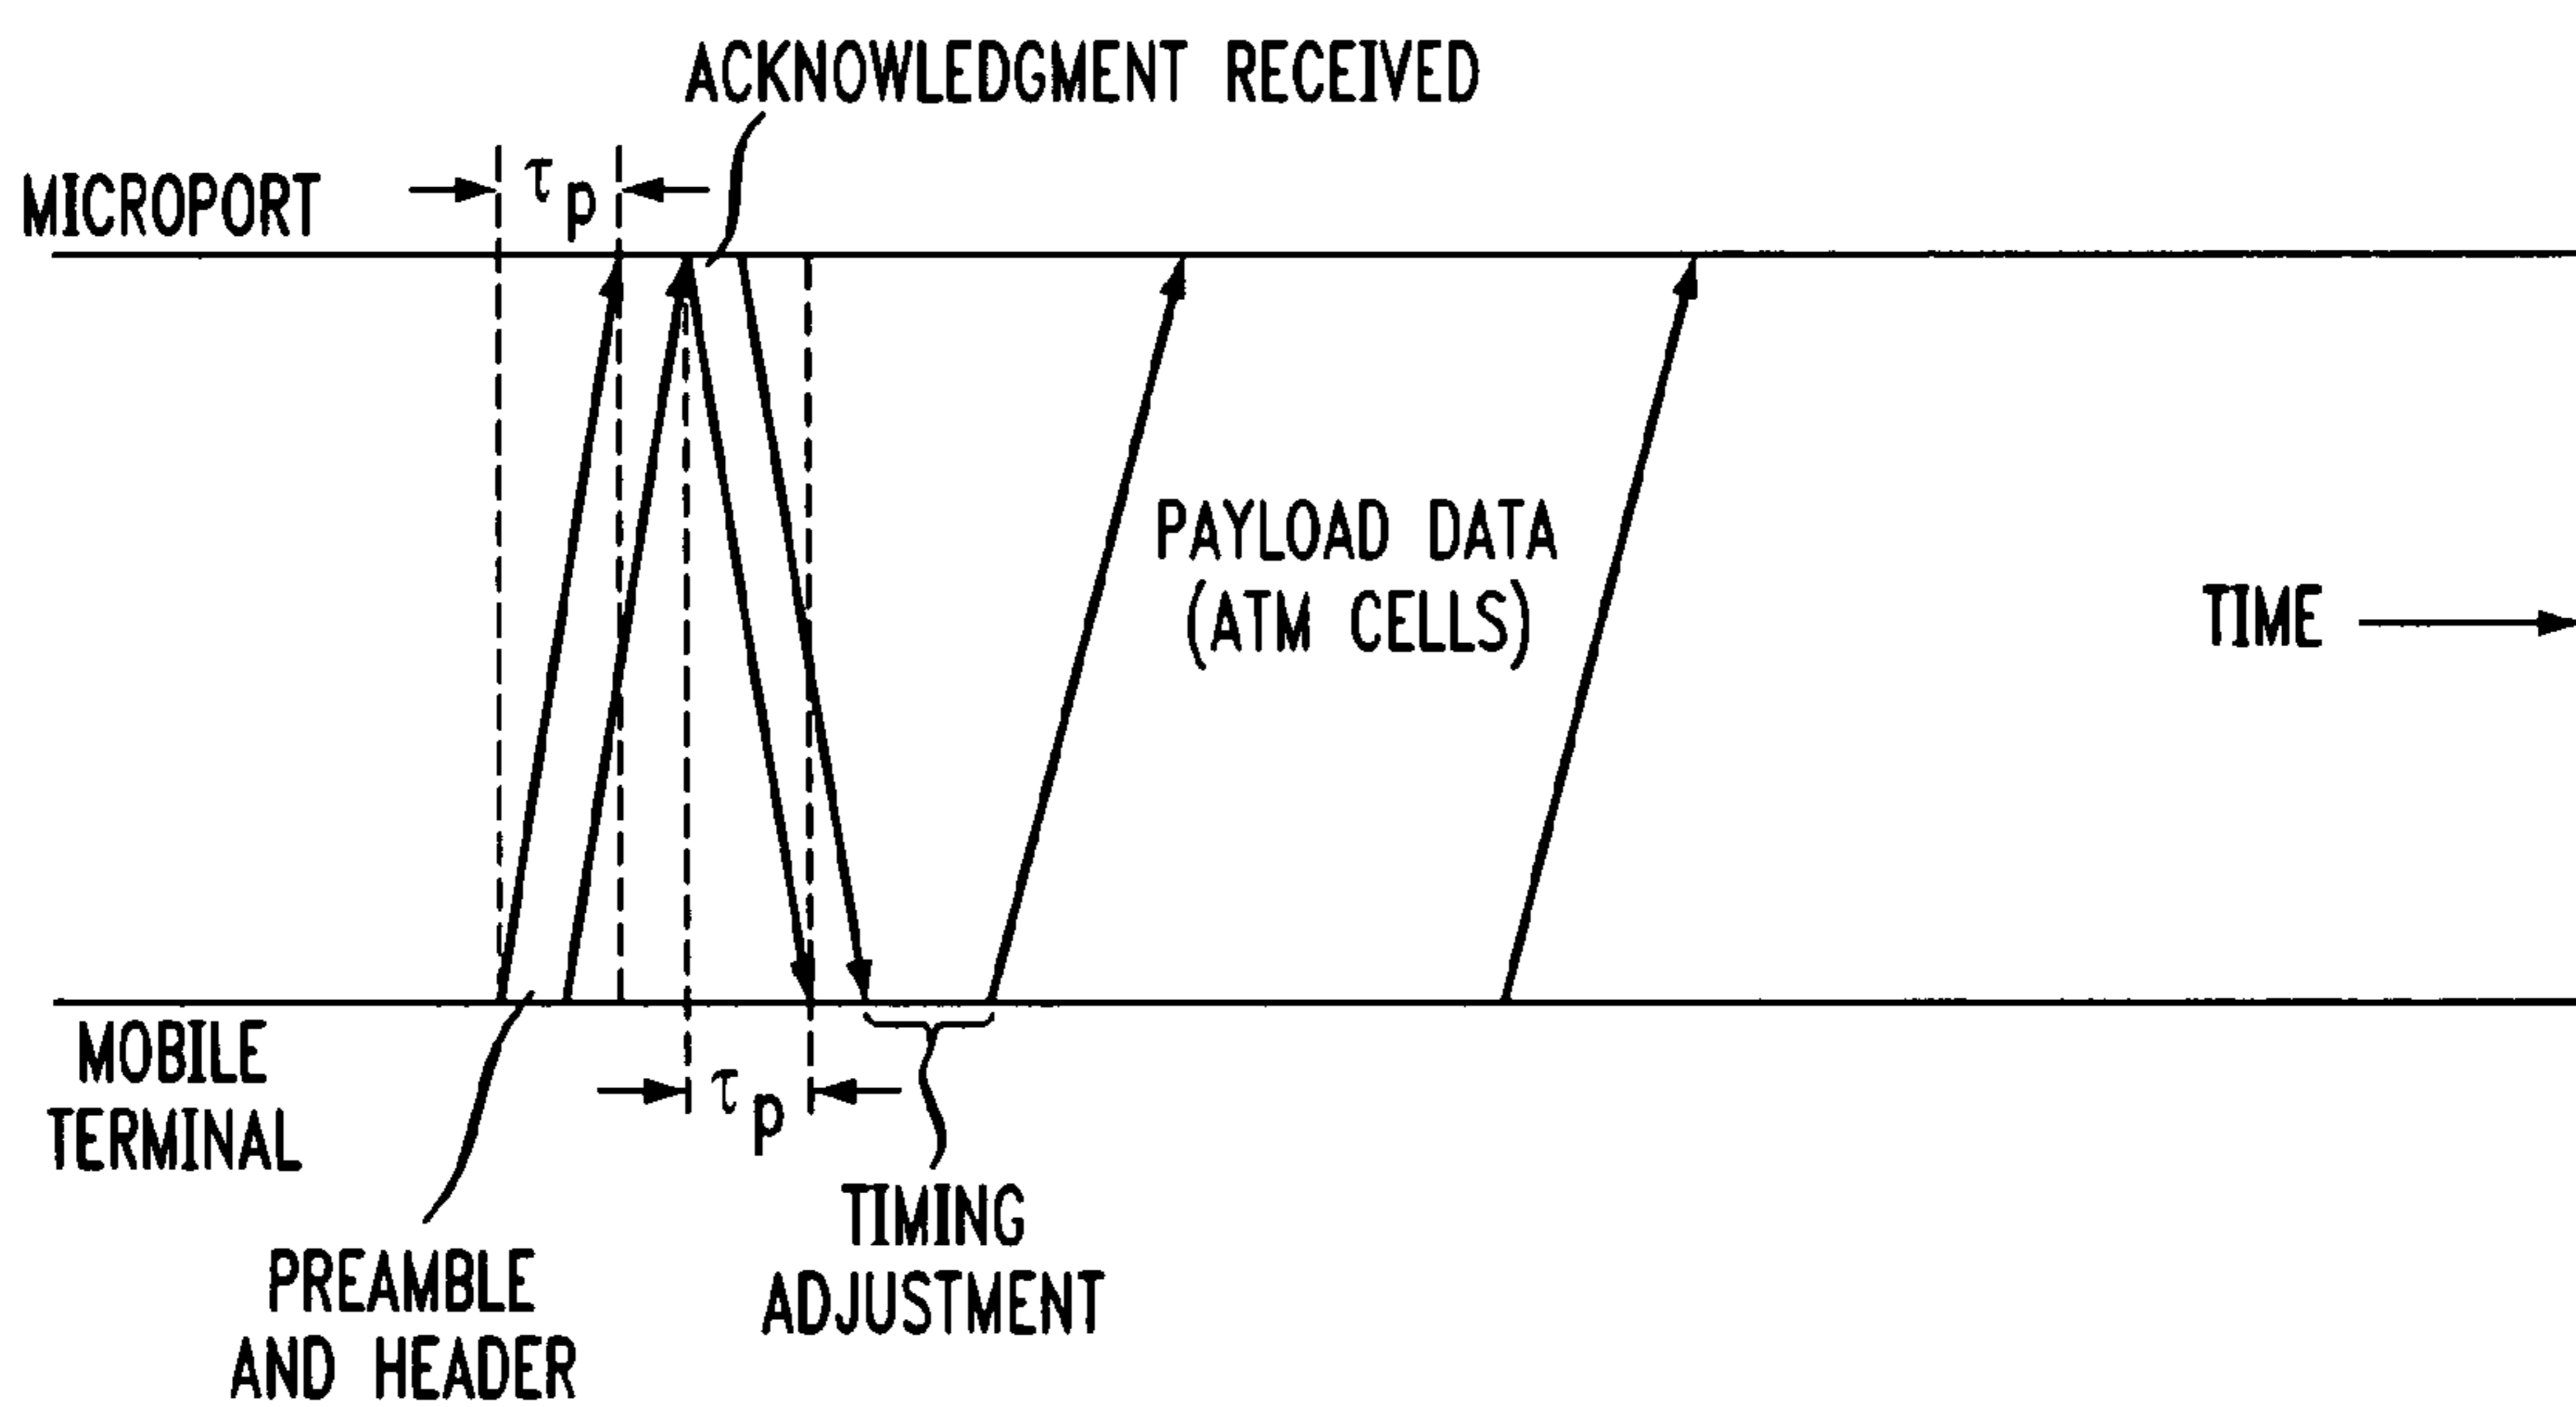 ACKNOWLEDGMENT RECEIVED
MICROPORT
τp
PAYLOAD DATA
(ATM CELLS)
TIME
MOBILE
TERMINAL
τp
TIMING
ADJUSTMENT
PREAMBLE
AND HEADER